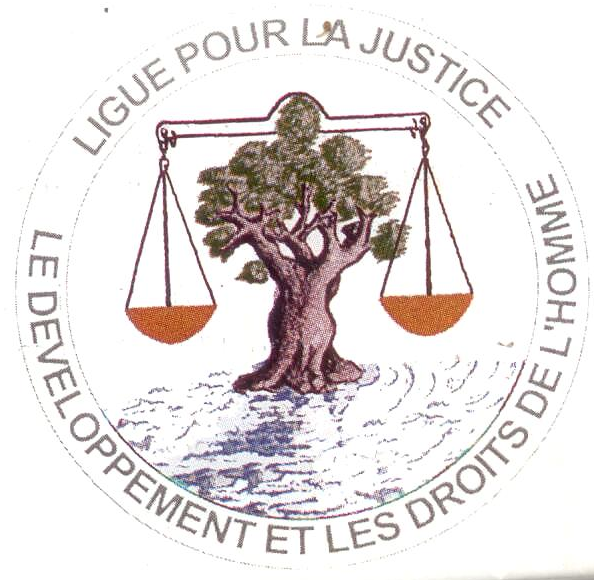 LIGUE POUR LA JUSTICE
LE DEVELOPPEMENT ET LES DROITS DE L'HOMME